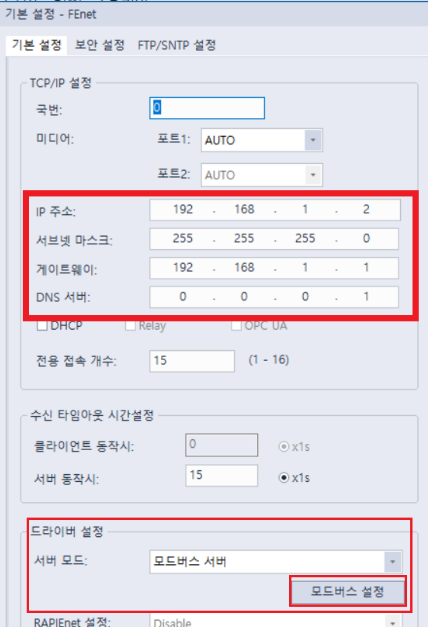 기본 설정 - FEnet
기본 설정 보안 설정 FTP/SNTP 설정
TCP/IP 설정
국번: 0
미디어: 포트1: AUTO
포트2: AUTO
IP 주소: 192 . 168 . 1 . 2
서브넷 마스크: 255 . 255 . 255 . 0
게이트웨이: 192 . 168 . 1 . 1
DNS 서버: 0 . 0 . 0 . 1
DHCP Relay OPC UA
전용 접속 개수: 15 (1 - 16)
수신 타임아웃 시간설정
클라이언트 동작시: 0 x1s
서버 동작시: 15 x1s
드라이버 설정
서버 모드: 모드버스 서버
모드버스 설정
RAPIEnet 설정: Disable